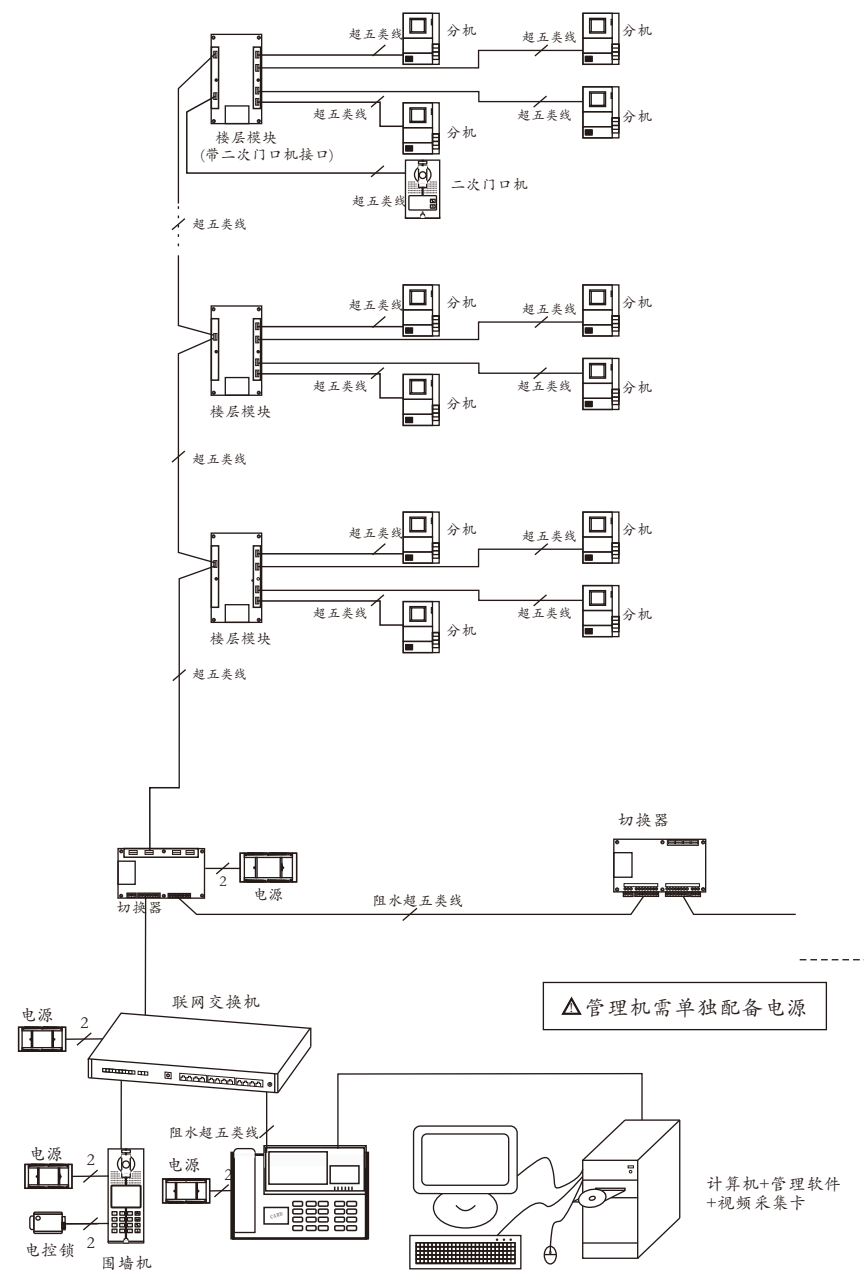 超五类线
分机
超五类线
分机
超五类线
分机
超五类线
分机
楼层模块
(带二次门口机接口)
超五类线
二次门口机
超五类线
超五类线
分机
超五类线
分机
超五类线
分机
超五类线
分机
楼层模块
超五类线
超五类线
分机
超五类线
分机
超五类线
分机
超五类线
分机
楼层模块
超五类线
切换器
2
电源
切换器
阻水超五类线
联网交换机
电源
2
管理机需单独配备电源
阻水超五类线
电源
2
电源
2
计算机+管理软件
+视频采集卡
电控锁
2
围墙机